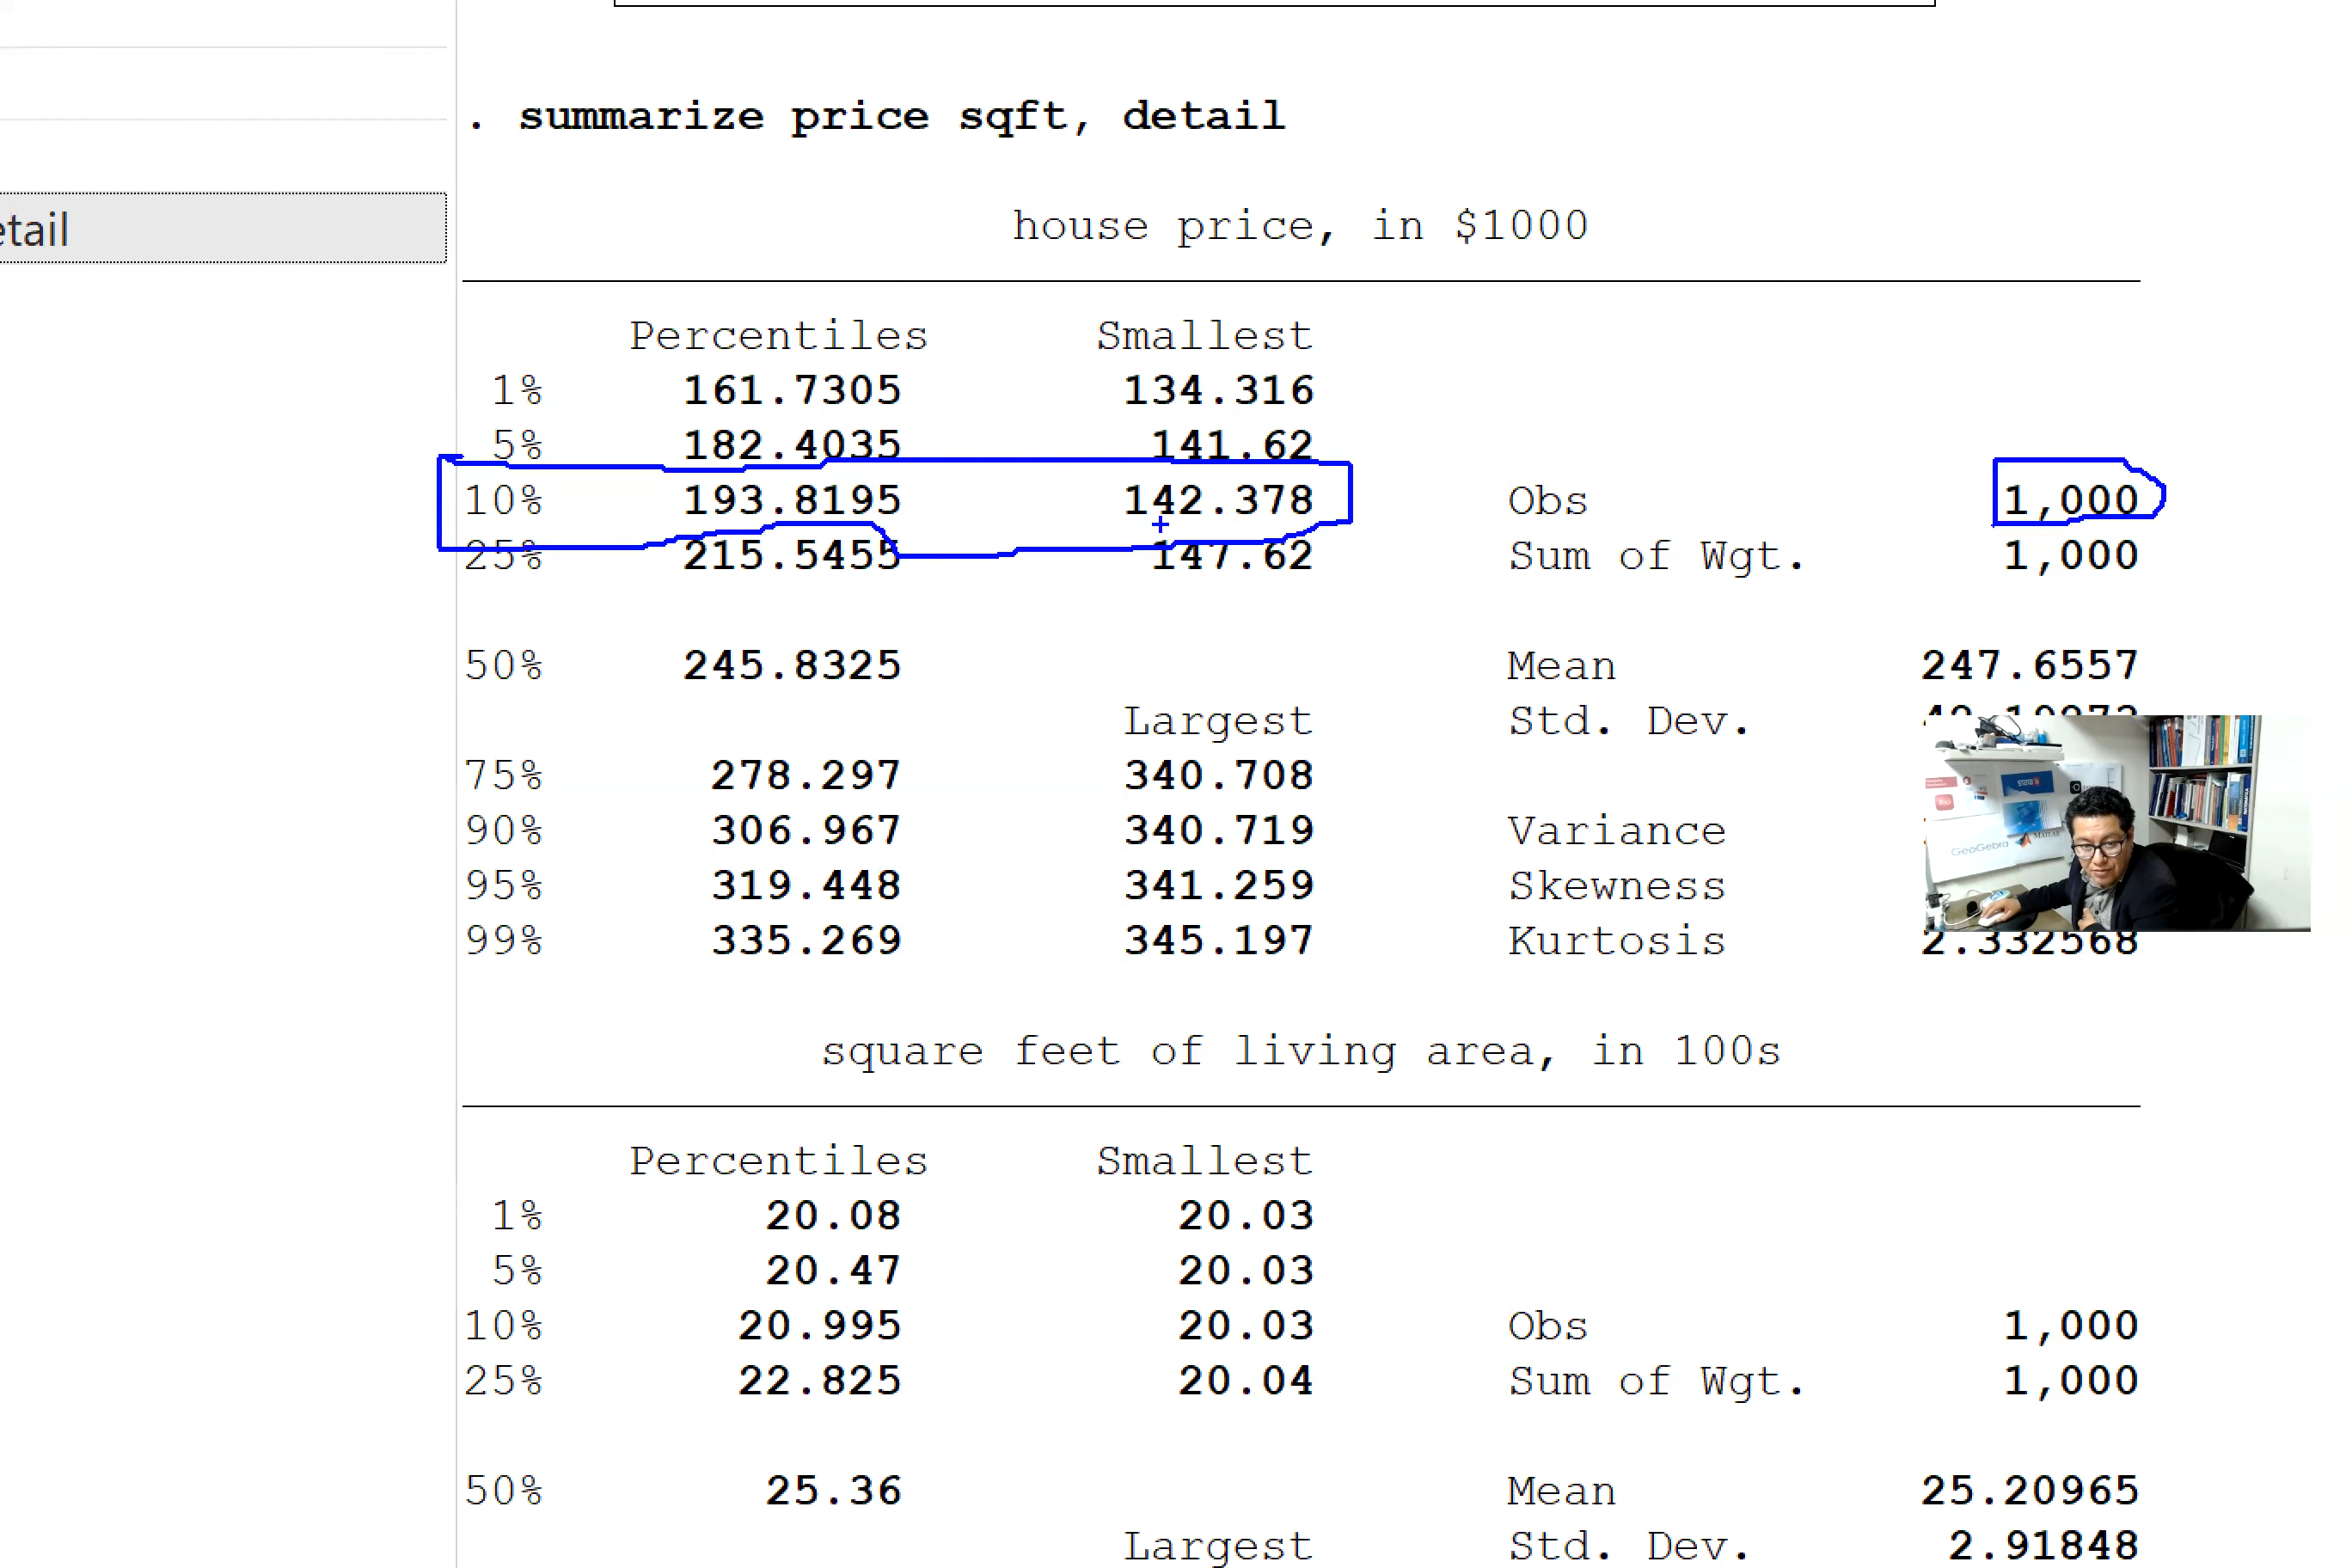 . summarize price sqft, detail
etail
house price, in $1000
Percentiles Smallest
1% 161.7305 134.316
5% 182.4035 141.62
10% 193.8195 142.378 Obs 1,000
25% 215.5455 147.62 Sum of Wgt. 1,000
50% 245.8325 Mean 247.6557
Largest Std. Dev.
75% 278.297 340.708
90% 306.967 340.719 Variance
95% 319.448 341.259 Skewness
99% 335.269 345.197 Kurtosis 2.332568
GeoGebra MATLAB
square feet of living area, in 100s
Percentiles Smallest
1% 20.08 20.03
5% 20.47 20.03
10% 20.995 20.03 Obs 1,000
25% 22.825 20.04 Sum of Wgt. 1,000
50% 25.36 Mean 25.20965
Largest Std. Dev. 2.91848